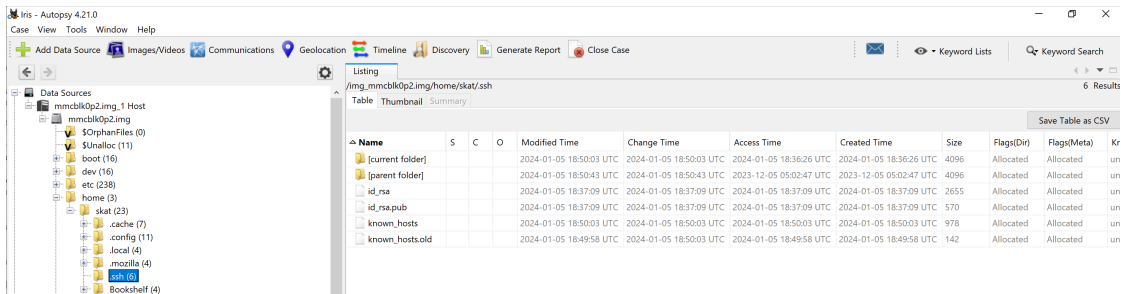 Iris - Autopsy 4.21.0
Case View Tools Window Help
Add Data Source Images/Videos Communications Geolocation Timeline Discovery Generate Report Close Case Keyword Lists Keyword Search
Listing
/img_mmcblk0p2.img/home/skat/.ssh
6 Results
Table Thumbnail Summary
Save Table as CSV
Data Sources
mmcblk0p2.img_1 Host
mmcblk0p2.img
$OrphanFiles (0)
$Unalloc (11)
boot (16)
dev (16)
etc (238)
home (3)
skat (23)
.cache (7)
.config (11)
.local (4)
.mozilla (4)
.ssh (6)
Bookshelf (4)
Name S C O Modified Time Change Time Access Time Created Time Size Flags(Dir) Flags(Meta) Kr
[current folder] 2024-01-05 18:50:03 UTC 2024-01-05 18:50:03 UTC 2024-01-05 18:36:26 UTC 2024-01-05 18:36:26 UTC 4096 Allocated Allocated un
[parent folder] 2024-01-05 18:50:43 UTC 2024-01-05 18:50:43 UTC 2023-12-05 05:02:47 UTC 2023-12-05 05:02:47 UTC 4096 Allocated Allocated un
id_rsa 2024-01-05 18:37:09 UTC 2024-01-05 18:37:09 UTC 2024-01-05 18:37:09 UTC 2024-01-05 18:37:09 UTC 2655 Allocated Allocated un
id_rsa.pub 2024-01-05 18:37:09 UTC 2024-01-05 18:37:09 UTC 2024-01-05 18:37:09 UTC 2024-01-05 18:37:09 UTC 570 Allocated Allocated un
known_hosts 2024-01-05 18:50:03 UTC 2024-01-05 18:50:03 UTC 2024-01-05 18:50:03 UTC 2024-01-05 18:50:03 UTC 978 Allocated Allocated un
known_hosts.old 2024-01-05 18:49:58 UTC 2024-01-05 18:50:03 UTC 2024-01-05 18:49:58 UTC 2024-01-05 18:49:58 UTC 142 Allocated Allocated un